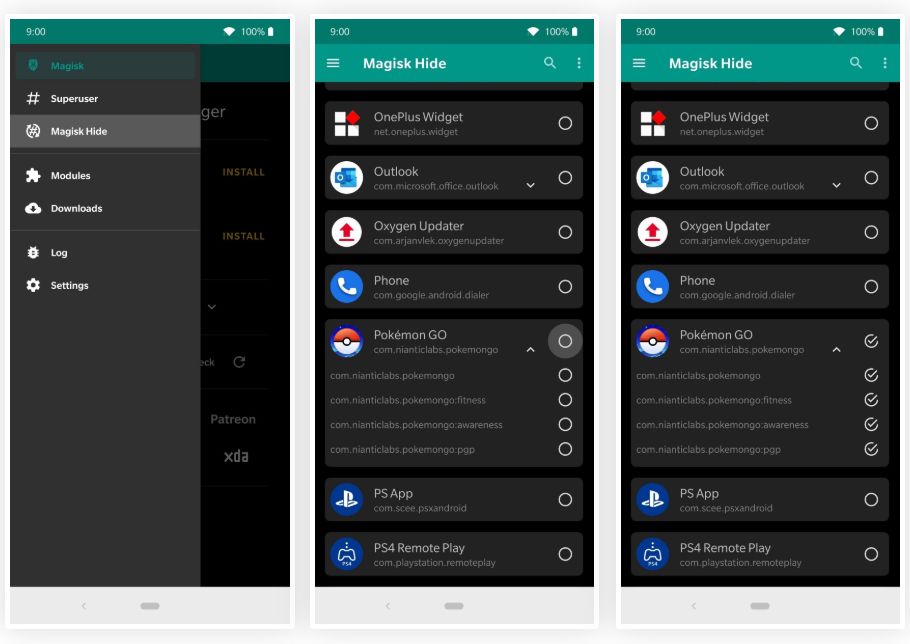 9:00
100%
Magisk
Superuser
Magisk Hide
Modules
Downloads
Log
Settings
ger
INSTALL
INSTALL
eck
Patreon
xda
9:00
100%
Magisk Hide
OnePlus Widget
net.oneplus.widget
Outlook
com.microsoft.office.outlook
Oxygen Updater
com.arjanvlek.oxygenupdater
Phone
com.google.android.dialer
Pokémon GO
com.nianticlabs.pokemongo
com.nianticlabs.pokemongo
com.nianticlabs.pokemongo:fitness
com.nianticlabs.pokemongo:awareness
com.nianticlabs.pokemongo:pgp
PS App
com.scee.psxandroid
PS4
PS4 Remote Play
com.playstation.remoteplay
9:00
100%
Magisk Hide
OnePlus Widget
net.oneplus.widget
Outlook
com.microsoft.office.outlook
Oxygen Updater
com.arjanvlek.oxygenupdater
Phone
com.google.android.dialer
Pokémon GO
com.nianticlabs.pokemongo
com.nianticlabs.pokemongo
com.nianticlabs.pokemongo:fitness
com.nianticlabs.pokemongo:awareness
com.nianticlabs.pokemongo:pgp
PS App
com.scee.psxandroid
PS4
PS4 Remote Play
com.playstation.remoteplay